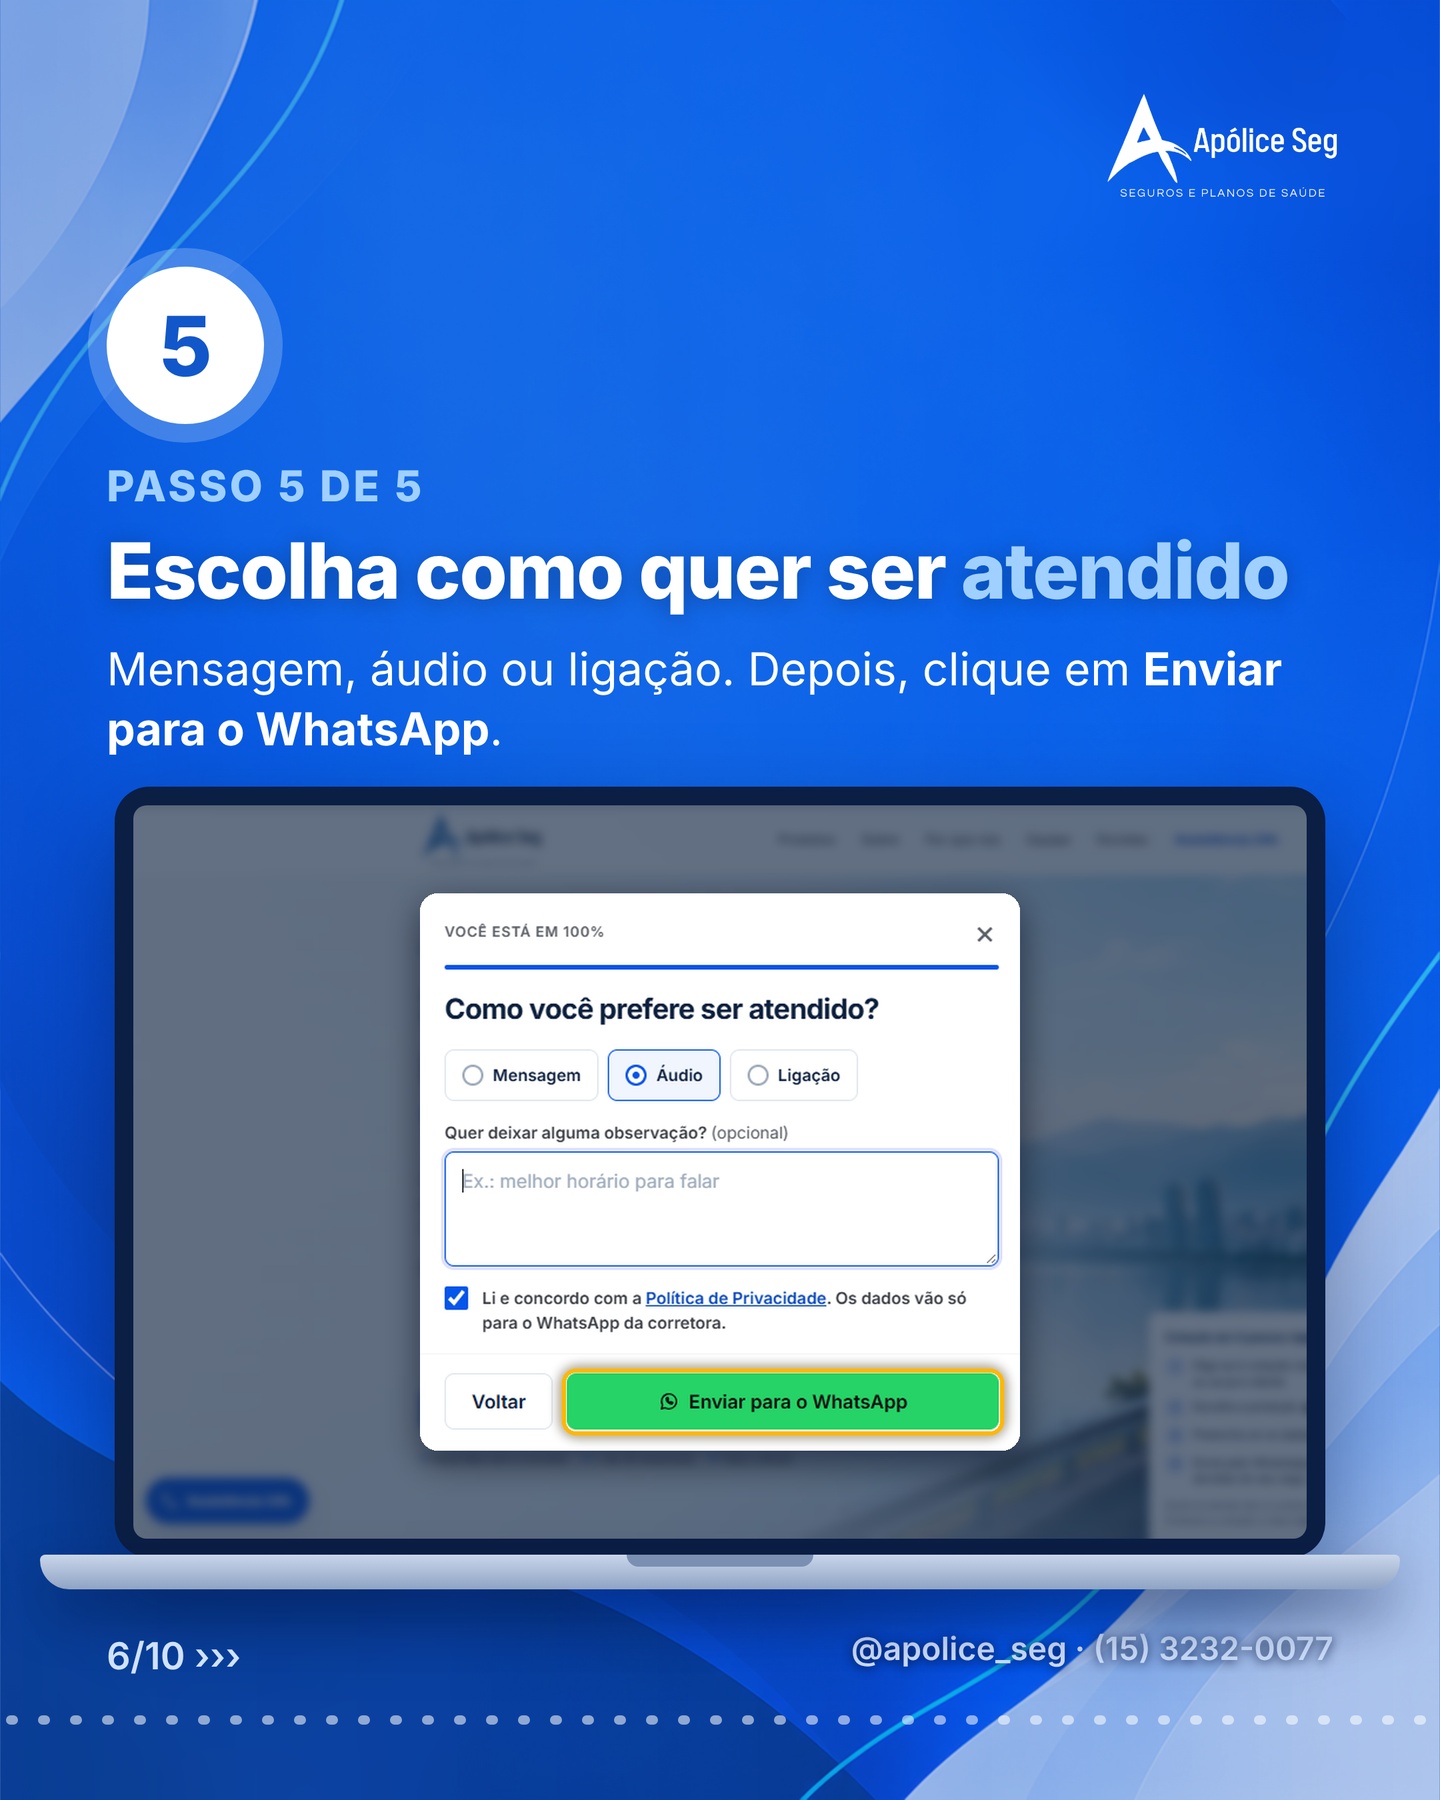 Apólice Seg
SEGUROS E PLANOS DE SAÚDE
5
PASSO 5 DE 5
Escolha como quer ser atendido
Mensagem, áudio ou ligação. Depois, clique em Enviar
para o WhatsApp.
Apólice Seg
VOCÊ ESTÁ EM 100%
Como você prefere ser atendido?
Mensagem
Áudio
Ligação
Quer deixar alguma observação? (opcional)
Ex.: melhor horário para falar
Li e concordo com a Política de Privacidade. Os dados vão só
para o WhatsApp da corretora.
Voltar
Enviar para o WhatsApp
6/10 ›››
@apolice_seg · (15) 3232-0077